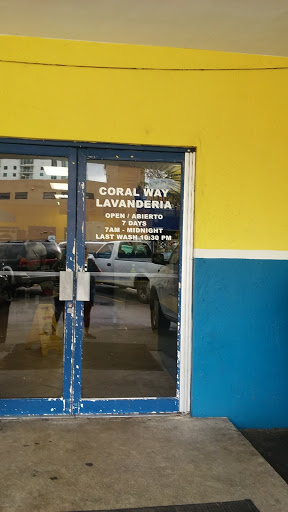 CORAL WAY
LAVANDERIA
OPEN / ABIERTO
7 DAYS
7AM - MIDNIGHT
LAST WASH 10:30 PM